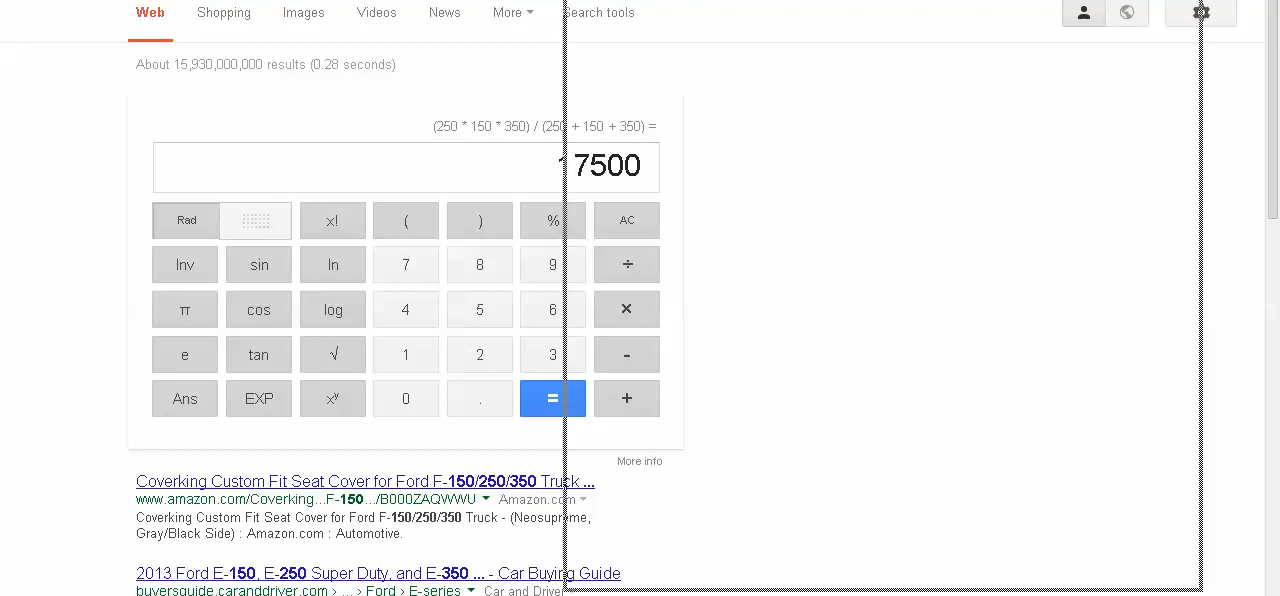 Web Shopping Images Videos News More Search tools
About 15,930,000,000 results (0.28 seconds)
(250 * 150 * 350) / (250 + 150 + 350) =
17500
Rad x! ( ) % AC
Inv sin ln 7 8 9 ÷
π cos log 4 5 6 ×
e tan √ 1 2 3 -
Ans EXP xʸ 0 . = +
More info
Coverking Custom Fit Seat Cover for Ford F-150/250/350 Truck ...
www.amazon.com/Coverking...F-150.../B000ZAQWWU Amazon.com
Coverking Custom Fit Seat Cover for Ford F-150/250/350 Truck - (Neosupreme,
Gray/Black Side) : Amazon.com : Automotive.
2013 Ford E-150, E-250 Super Duty, and E-350 ... - Car Buying Guide
buyersguide.caranddriver.com › ... › Ford › E-series Car and Driver